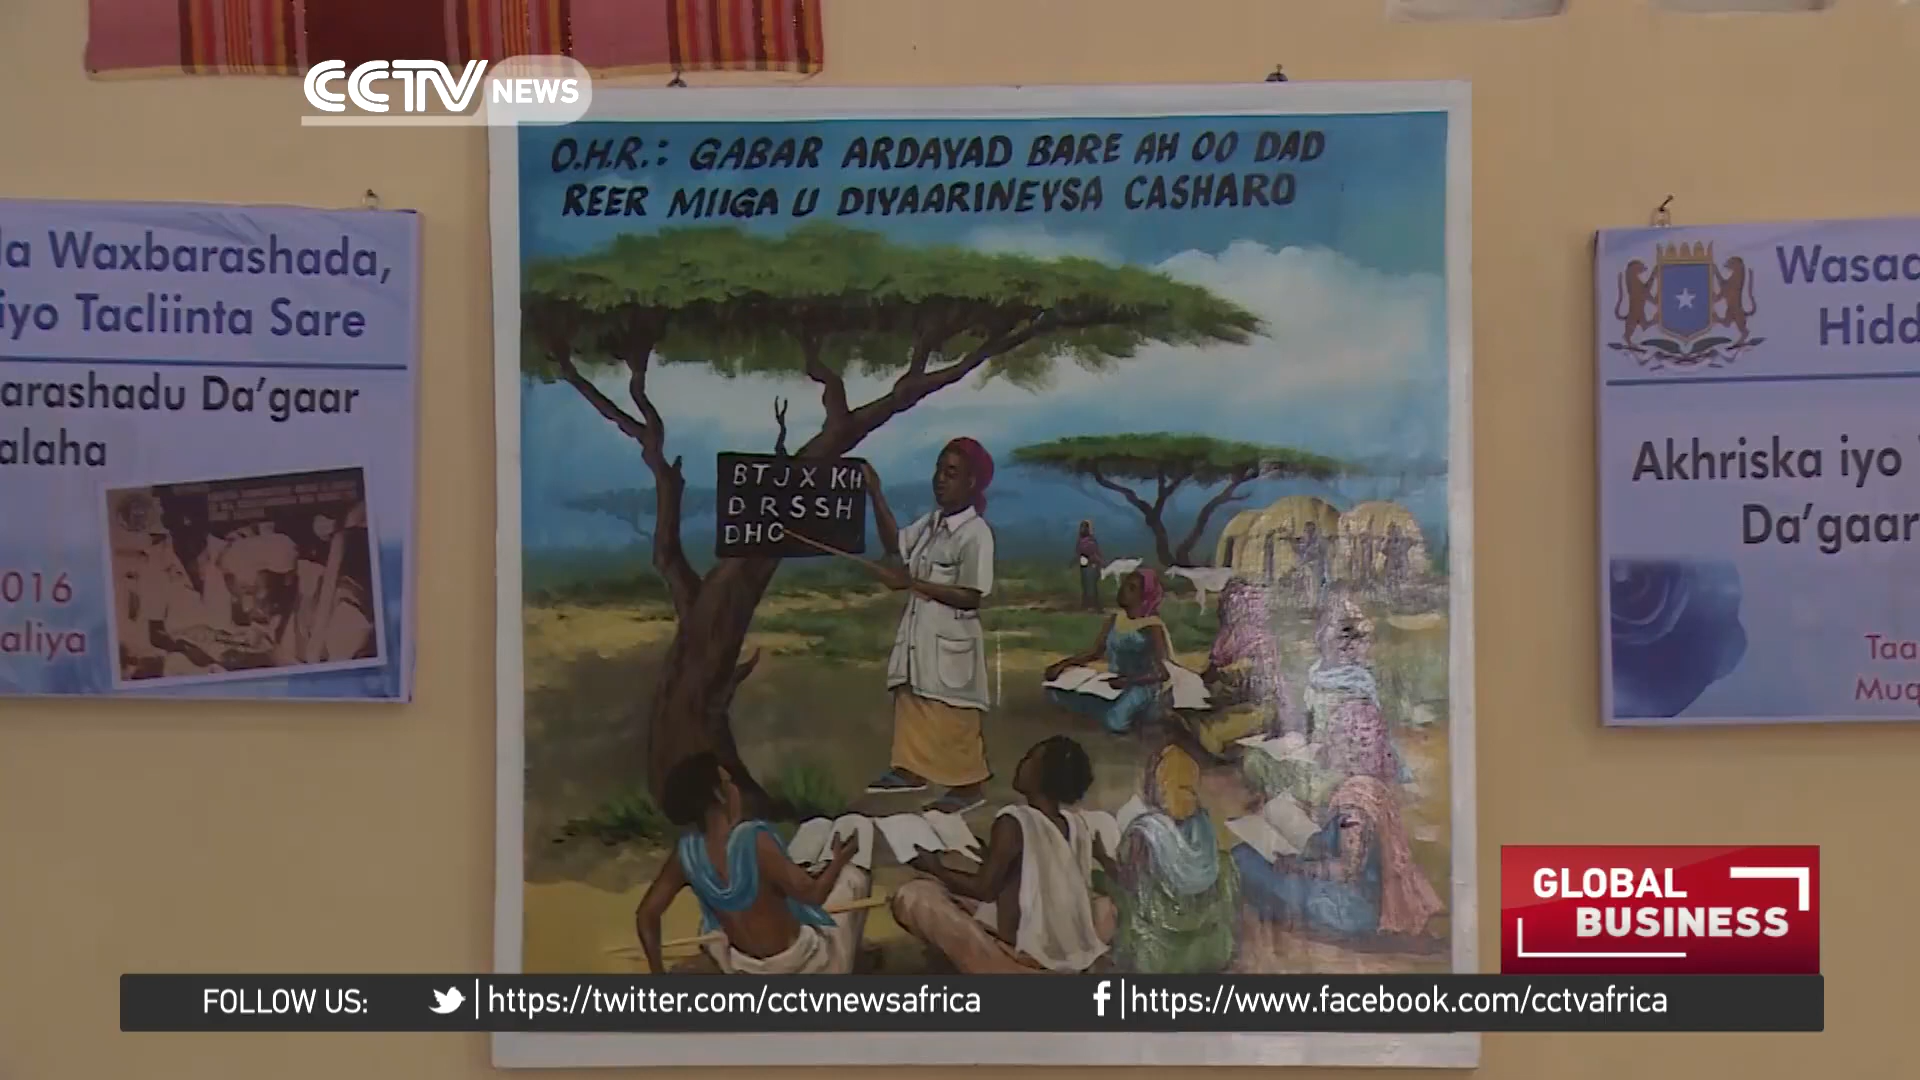 CCTV NEWS
O.H.R.: GABAR ARDAYAD BARE AH OO DAD
REER MIIGA U DIYAARINEYSA CASHARO
BTJX KH
DRSSH
DHC
la Waxbarashada,
iyo Tacliinta Sare
arashadu Da'gaar
alaha
016
aliya
Wasaa
Hidd
Akhriska iyo
Da'gaar
Taa
Muq
GLOBAL
BUSINESS
FOLLOW US: https://twitter.com/cctvnewsafrica https://www.facebook.com/cctvafrica